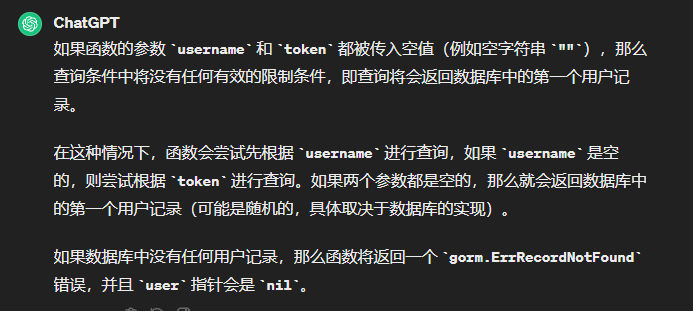 ChatGPT
如果函数的参数 `username` 和 `token` 都被传入空值（例如空字符串 `""`），那么
查询条件中将没有任何有效的限制条件，即查询将会返回数据库中的第一个用户记
录。
在这种情况下，函数会尝试先根据 `username` 进行查询，如果 `username` 是空
的，则尝试根据 `token` 进行查询。如果两个参数都是空的，那么就会返回数据库中
的第一个用户记录（可能是随机的，具体取决于数据库的实现）。
如果数据库中没有任何用户记录，那么函数将返回一个 `gorm.ErrRecordNotFound`
错误，并且 `user` 指针会是 `nil`。